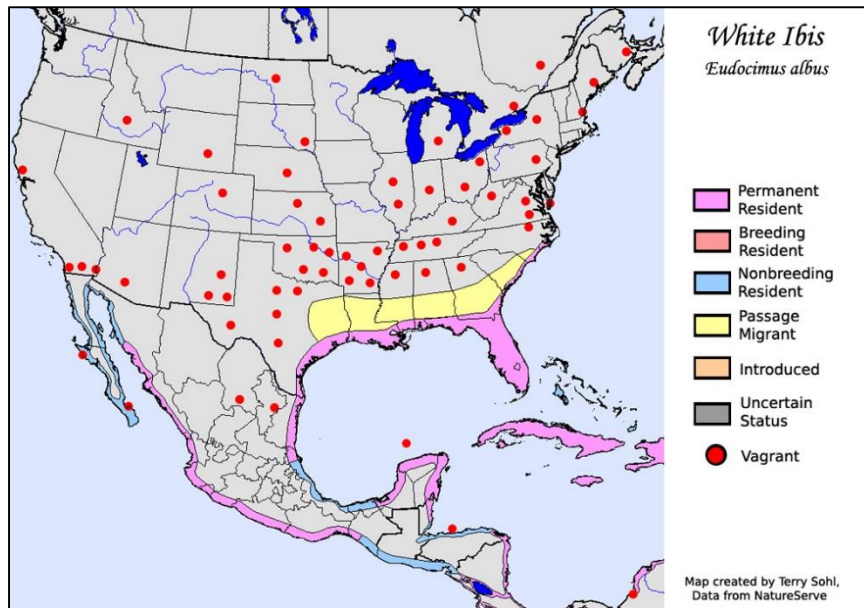 White Ibis
Eudocimus albus
Permanent
Resident
Breeding
Resident
Nonbreeding
Resident
Passage
Migrant
Introduced
Uncertain
Status
Vagrant
Map created by Terry Sohl,
Data from NatureServe